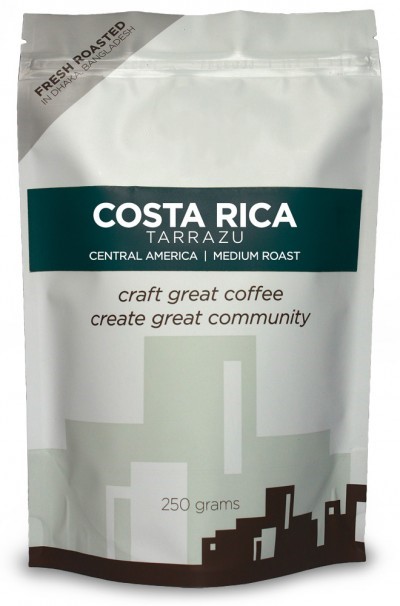 FRESH ROASTED
IN DHAKA, BANGLADESH
COSTA RICA
TARRAZU
CENTRAL AMERICA | MEDIUM ROAST
craft great coffee
create great community
250 grams